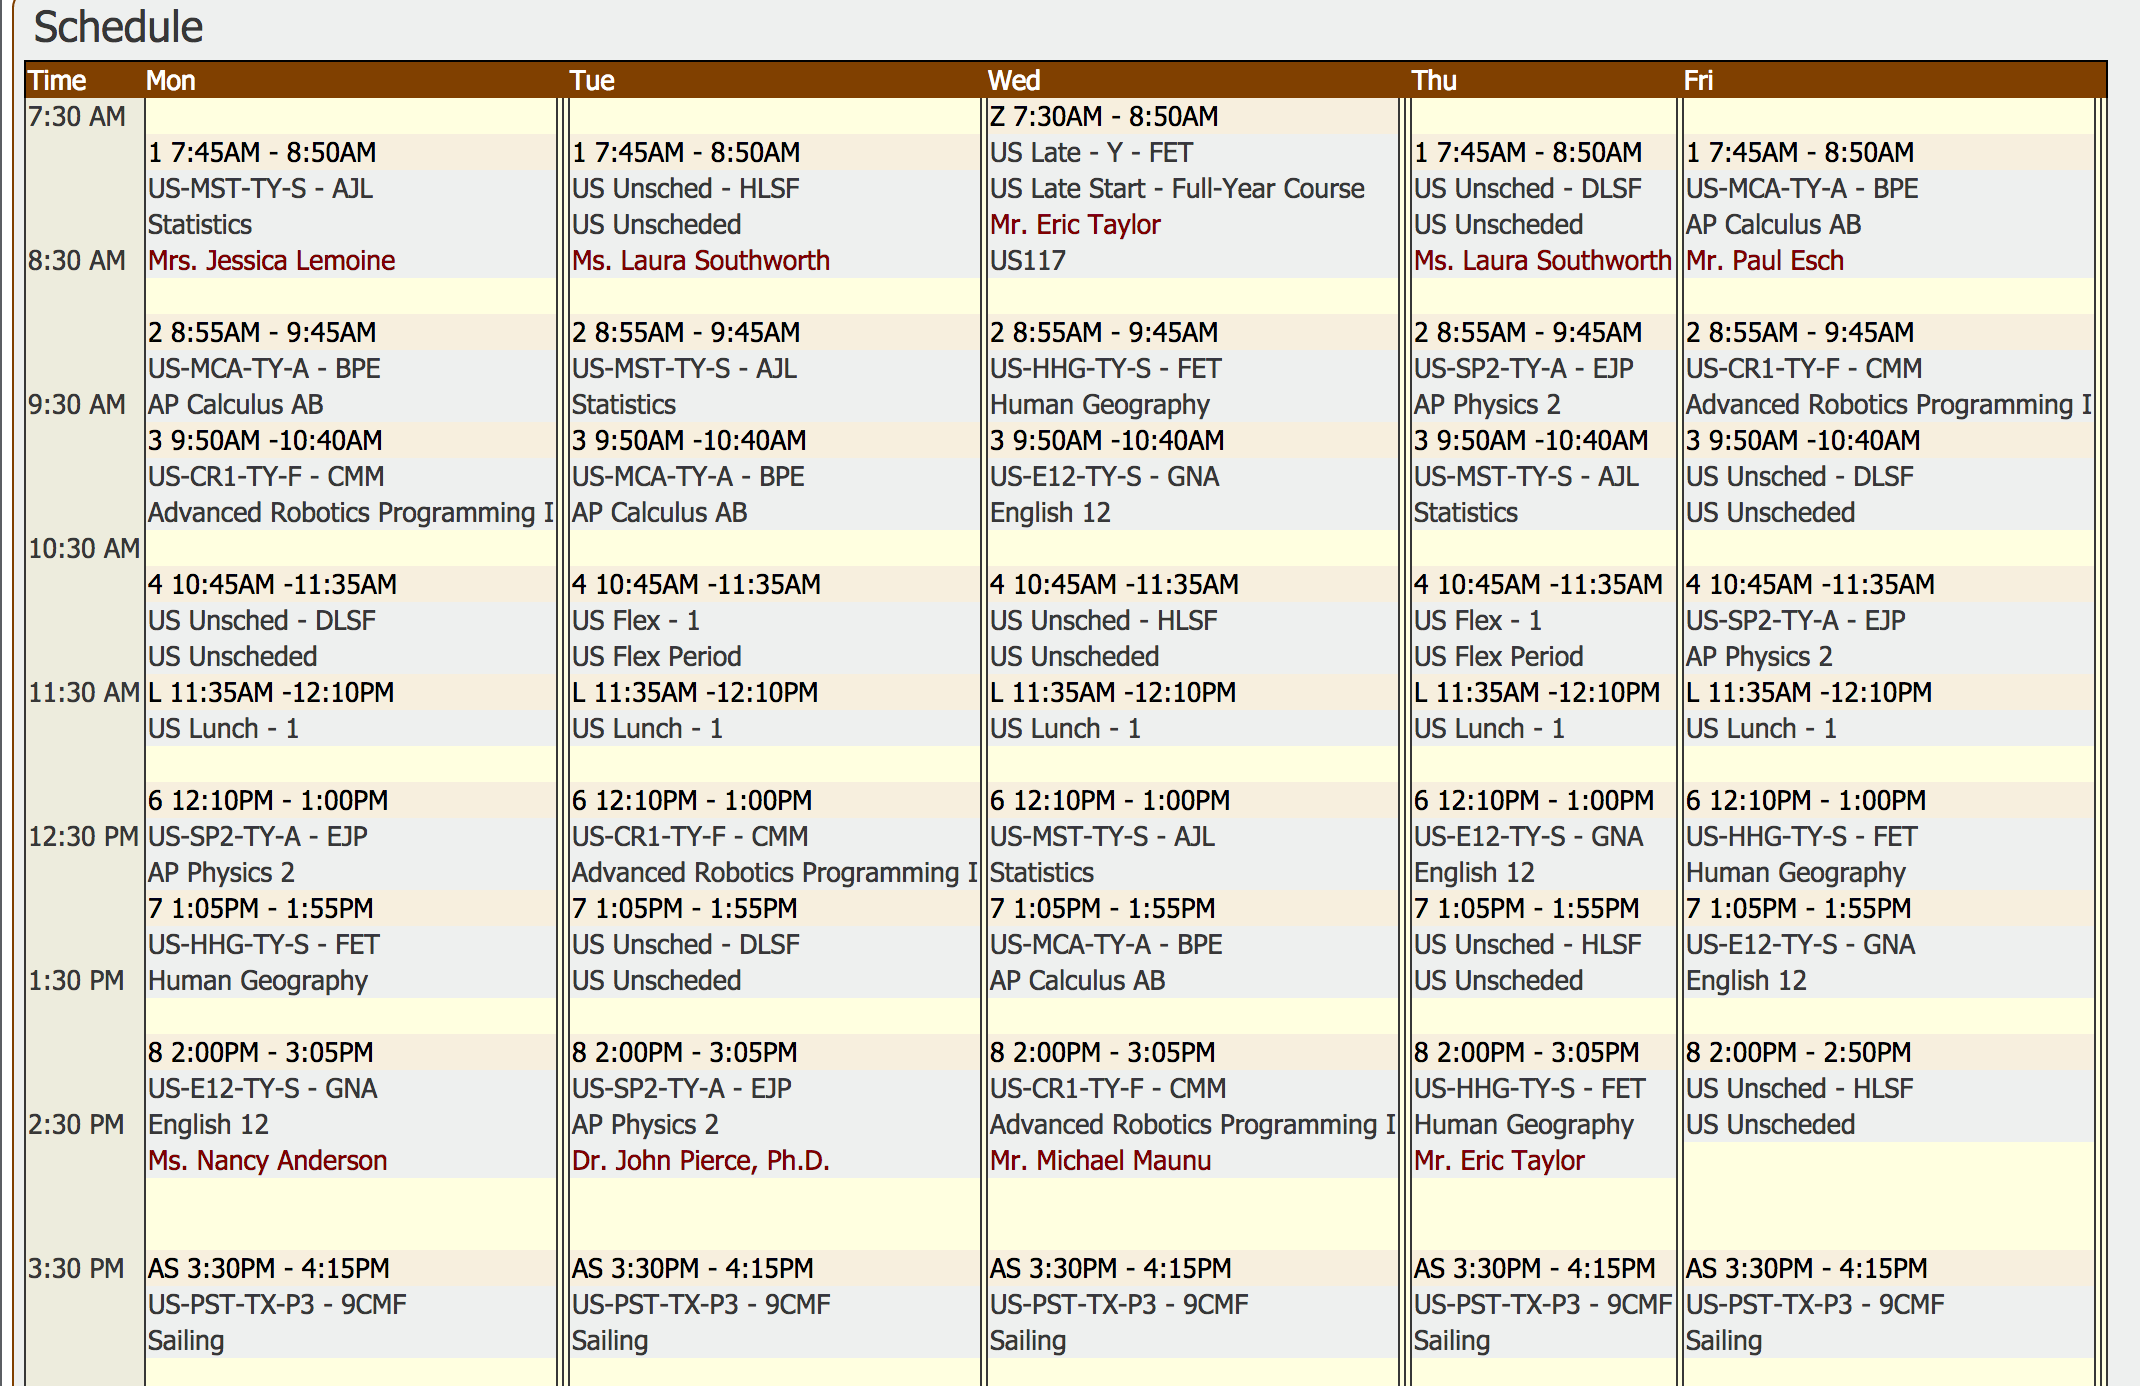 Schedule
Time Mon Tue Wed Thu Fri
7:30 AM Z 7:30AM - 8:50AM
1 7:45AM - 8:50AM 1 7:45AM - 8:50AM US Late - Y - FET 1 7:45AM - 8:50AM 1 7:45AM - 8:50AM
US-MST-TY-S - AJL US Unsched - HLSF US Late Start - Full-Year Course US Unsched - DLSF US-MCA-TY-A - BPE
Statistics US Unscheded Mr. Eric Taylor US Unscheded AP Calculus AB
8:30 AM Mrs. Jessica Lemoine Ms. Laura Southworth US117 Ms. Laura Southworth Mr. Paul Esch
2 8:55AM - 9:45AM 2 8:55AM - 9:45AM 2 8:55AM - 9:45AM 2 8:55AM - 9:45AM 2 8:55AM - 9:45AM
US-MCA-TY-A - BPE US-MST-TY-S - AJL US-HHG-TY-S - FET US-SP2-TY-A - EJP US-CR1-TY-F - CMM
9:30 AM AP Calculus AB Statistics Human Geography AP Physics 2 Advanced Robotics Programming I
3 9:50AM -10:40AM 3 9:50AM -10:40AM 3 9:50AM -10:40AM 3 9:50AM -10:40AM 3 9:50AM -10:40AM
US-CR1-TY-F - CMM US-MCA-TY-A - BPE US-E12-TY-S - GNA US-MST-TY-S - AJL US Unsched - DLSF
Advanced Robotics Programming I AP Calculus AB English 12 Statistics US Unscheded
10:30 AM
4 10:45AM -11:35AM 4 10:45AM -11:35AM 4 10:45AM -11:35AM 4 10:45AM -11:35AM 4 10:45AM -11:35AM
US Unsched - DLSF US Flex - 1 US Unsched - HLSF US Flex - 1 US-SP2-TY-A - EJP
US Unscheded US Flex Period US Unscheded US Flex Period AP Physics 2
11:30 AM L 11:35AM -12:10PM L 11:35AM -12:10PM L 11:35AM -12:10PM L 11:35AM -12:10PM L 11:35AM -12:10PM
US Lunch - 1 US Lunch - 1 US Lunch - 1 US Lunch - 1 US Lunch - 1
6 12:10PM - 1:00PM 6 12:10PM - 1:00PM 6 12:10PM - 1:00PM 6 12:10PM - 1:00PM 6 12:10PM - 1:00PM
12:30 PM US-SP2-TY-A - EJP US-CR1-TY-F - CMM US-MST-TY-S - AJL US-E12-TY-S - GNA US-HHG-TY-S - FET
AP Physics 2 Advanced Robotics Programming I Statistics English 12 Human Geography
7 1:05PM - 1:55PM 7 1:05PM - 1:55PM 7 1:05PM - 1:55PM 7 1:05PM - 1:55PM 7 1:05PM - 1:55PM
US-HHG-TY-S - FET US Unsched - DLSF US-MCA-TY-A - BPE US Unsched - HLSF US-E12-TY-S - GNA
1:30 PM Human Geography US Unscheded AP Calculus AB US Unscheded English 12
8 2:00PM - 3:05PM 8 2:00PM - 3:05PM 8 2:00PM - 3:05PM 8 2:00PM - 3:05PM 8 2:00PM - 2:50PM
US-E12-TY-S - GNA US-SP2-TY-A - EJP US-CR1-TY-F - CMM US-HHG-TY-S - FET US Unsched - HLSF
2:30 PM English 12 AP Physics 2 Advanced Robotics Programming I Human Geography US Unscheded
Ms. Nancy Anderson Dr. John Pierce, Ph.D. Mr. Michael Maunu Mr. Eric Taylor
3:30 PM AS 3:30PM - 4:15PM AS 3:30PM - 4:15PM AS 3:30PM - 4:15PM AS 3:30PM - 4:15PM AS 3:30PM - 4:15PM
US-PST-TX-P3 - 9CMF US-PST-TX-P3 - 9CMF US-PST-TX-P3 - 9CMF US-PST-TX-P3 - 9CMF US-PST-TX-P3 - 9CMF
Sailing Sailing Sailing Sailing Sailing